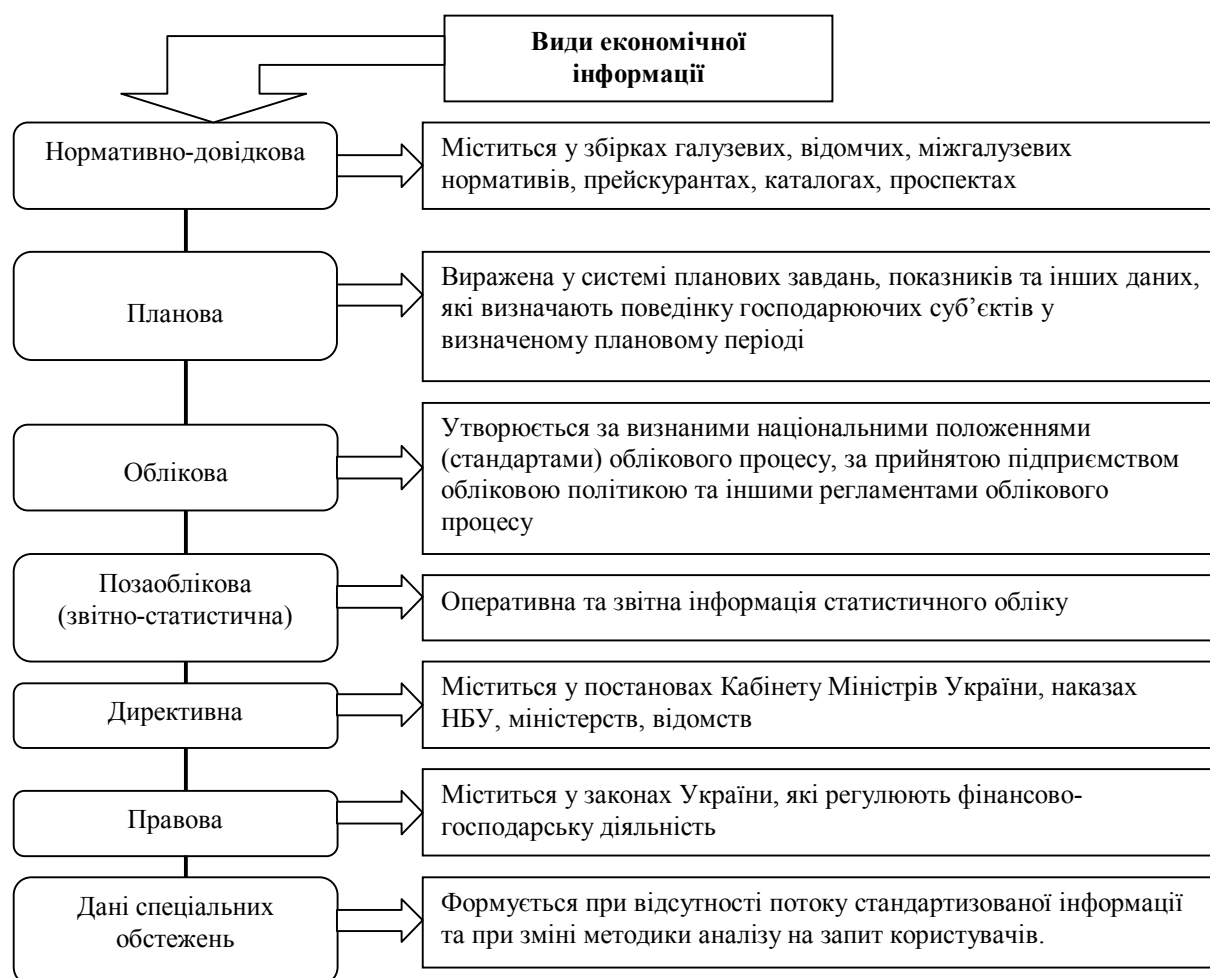 Види економічної
інформації
Нормативно-довідкова
Міститься у збірках галузевих, відомчих, міжгалузевих
нормативів, прейскурантах, каталогах, проспектах
Планова
Виражена у системі планових завдань, показників та інших даних,
які визначають поведінку господарюючих суб’єктів у
визначеному плановому періоді
Облікова
Утворюється за визнаними національними положеннями
(стандартами) облікового процесу, за прийнятою підприємством
обліковою політикою та іншими регламентами облікового
процесу
Позаоблікова
(звітно-статистична)
Оперативна та звітна інформація статистичного обліку
Директивна
Міститься у постановах Кабінету Міністрів України, наказах
НБУ, міністерств, відомств
Правова
Міститься у законах України, які регулюють фінансово-
господарську діяльність
Дані спеціальних
обстежень
Формується при відсутності потоку стандартизованої інформації
та при зміні методики аналізу на запит користувачів.